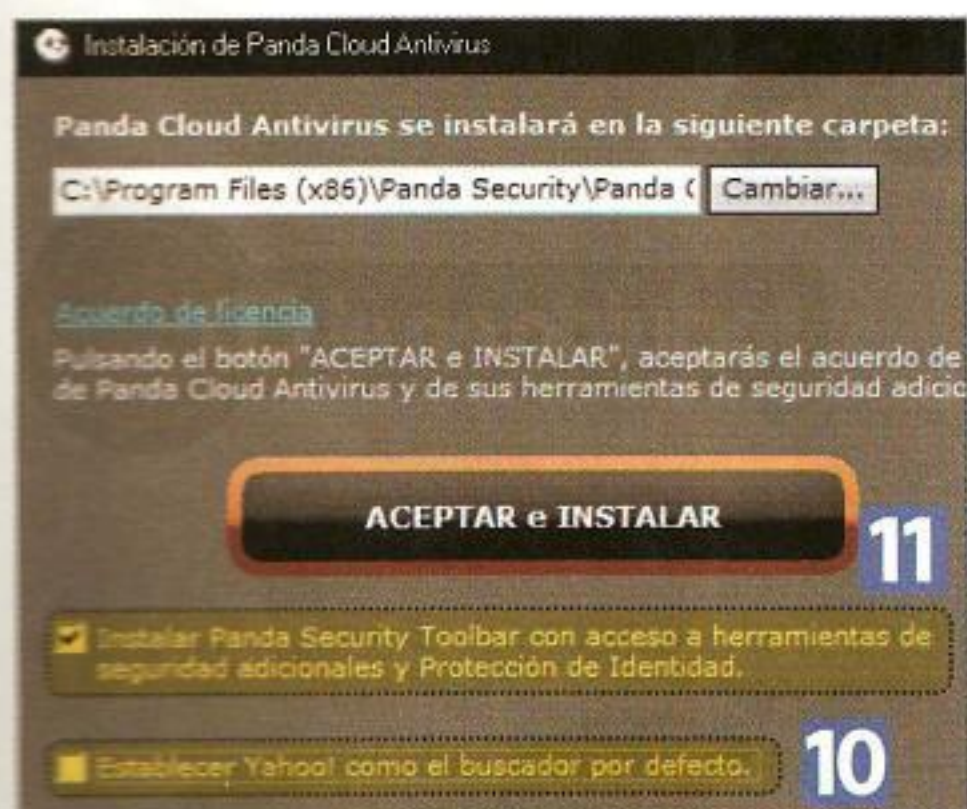 Instalación de Panda Cloud Antivirus
Panda Cloud Antivirus se instalará en la siguiente carpeta:
C:\Program Files (x86)\Panda Security\Panda C Cambiar...
Acuerdo de licencia
Pulsando el botón "ACEPTAR e INSTALAR", aceptarás el acuerdo de
de Panda Cloud Antivirus y de sus herramientas de seguridad adicio
ACEPTAR e INSTALAR
11
Instalar Panda Security Toolbar con acceso a herramientas de
seguridad adicionales y Protección de Identidad.
Establecer Yahoo! como el buscador por defecto.
10